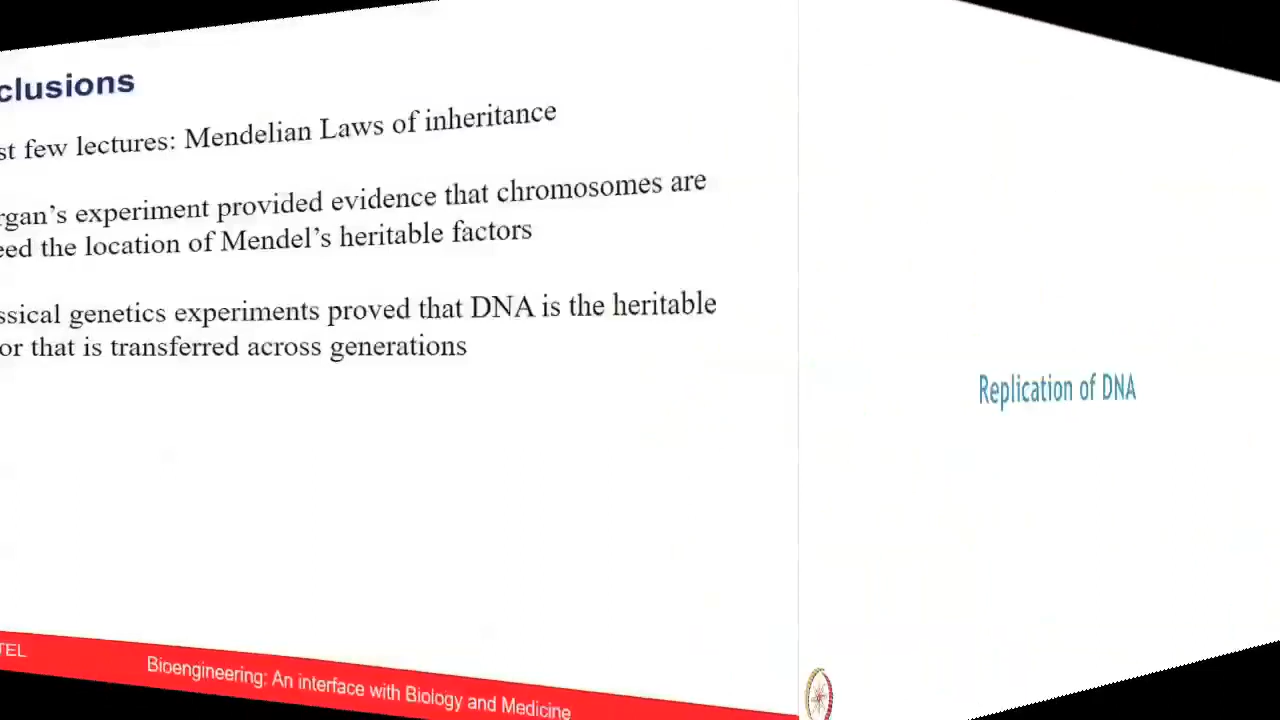 clusions
st few lectures: Mendelian Laws of inheritance
rgan's experiment provided evidence that chromosomes are
eed the location of Mendel's heritable factors
ssical genetics experiments proved that DNA is the heritable
or that is transferred across generations
Replication of DNA
TEL
Bioengineering: An interface with Biology and Medicine